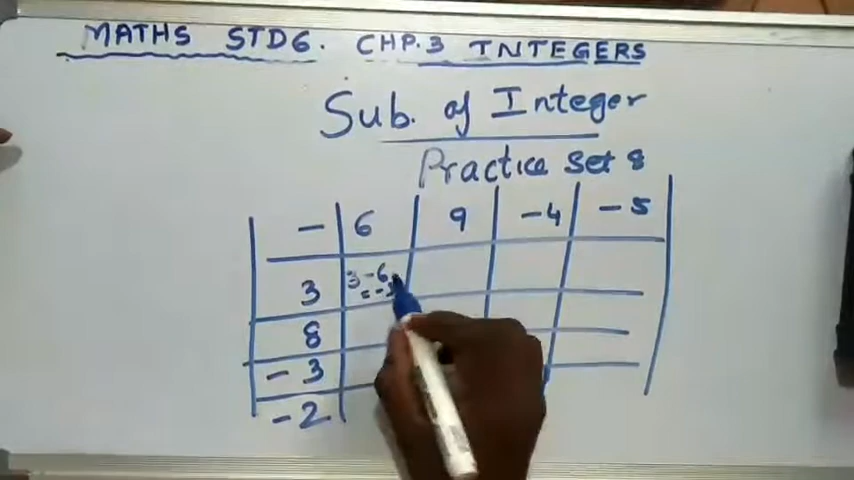 MATHS STD6. CHP.3 INTEGERS
Sub. of Integer
Practice Set 8
- 6 9 -4 -5
3 3-6
= -3
8
-3
-2